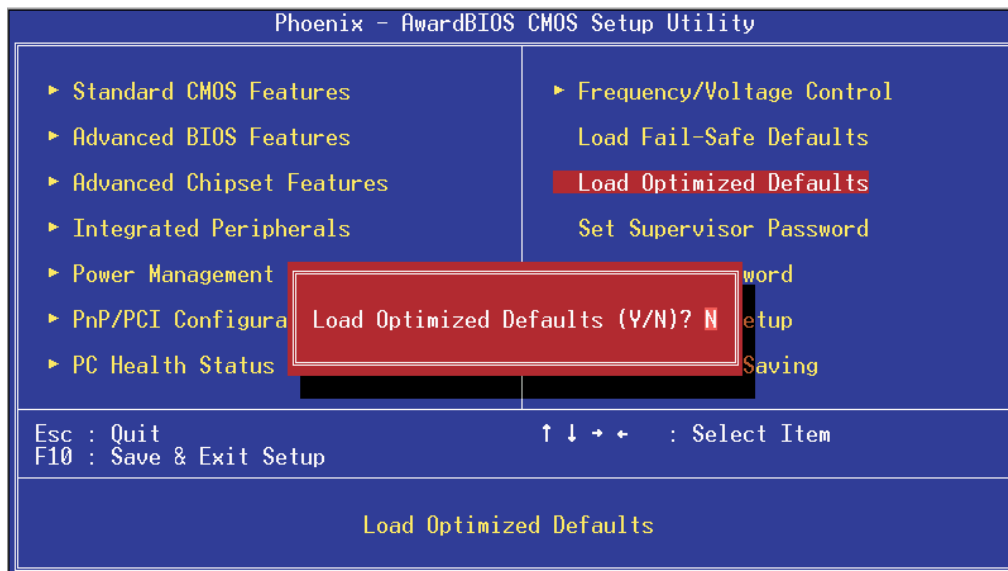 Phoenix - AwardBIOS CMOS Setup Utility
▸ Standard CMOS Features
▸ Advanced BIOS Features
▸ Advanced Chipset Features
▸ Integrated Peripherals
▸ Power Management
▸ PnP/PCI Configura
▸ PC Health Status
▸ Frequency/Voltage Control
Load Fail-Safe Defaults
Load Optimized Defaults
Set Supervisor Password
word
etup
Saving
Load Optimized Defaults (Y/N)? N
Esc : Quit
F10 : Save & Exit Setup
↑ ↓ → ← : Select Item
Load Optimized Defaults